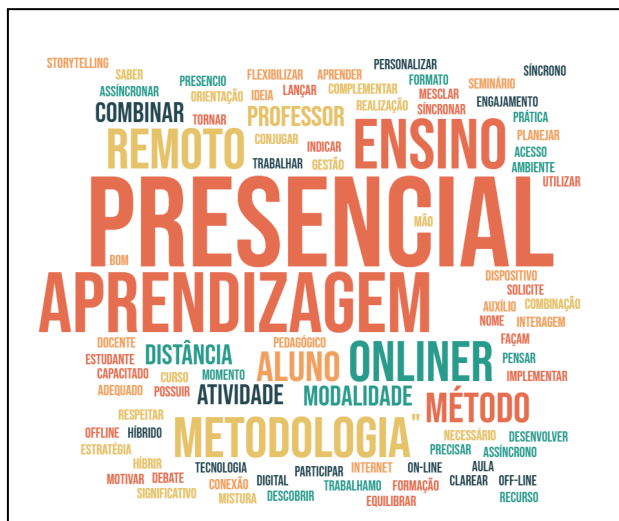 STORYTELLING
SABER
ASSÍNCRONAR
PRESENCIO
FLEXIBILIZAR
APRENDER
PERSONALIZAR
FORMATO
SÍNCRONO
ORIENTAÇÃO
IDEIA
LANÇAR
COMPLEMENTAR
MESCLAR
SEMINÁRIO
COMBINAR
TORNAR
PROFESSOR
REALIZAÇÃO
SÍNCRONAR
ENGAJAMENTO
PRÁTICA
REMOTO
CONJUGAR
INDICAR
ENSINO
PLANEJAR
TRABALHAR
GESTÃO
ACESSO
AMBIENTE
UTILIZAR
PRESENCIAL
MÃO
BOM
APRENDIZAGEM
DISPOSITIVO
SOLICITE
AUXÍLIO
COMBINAÇÃO
NOME
INTERAGEM
DOCENTE
DISTÂNCIA
PEDAGÓGICO
ONLINER
FAÇAM
ESTUDANTE
ALUNO
PENSAR
CAPACITADO
CURSO
MOMENTO
IMPLEMENTAR
ADEQUADO
POSSUIR
ATIVIDADE
MODALIDADE
MÉTODO
RESPEITAR
METODOLOGIA"
OFFLINE
HÍBRIDO
NECESSÁRIO
DESENVOLVER
ESTRATÉGIA
PRECISAR
ASSÍNCRONO
HÍBRIR
TECNOLOGIA
PARTICIPAR
INTERNET
ON-LINE
AULA
MOTIVAR
DEBATE
CONEXÃO
DIGITAL
TRABALHAMO
FORMAÇÃO
CLAREAR
OFF-LINE
SIGNIFICATIVO
MISTURA
DESCOBRIR
EQUILIBRAR
RECURSO